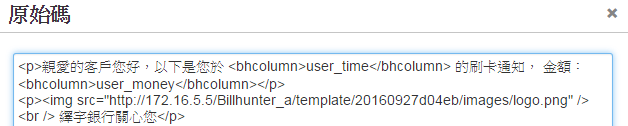 原始碼
×
<p>親愛的客戶您好，以下是您於 <bhcolumn>user_time</bhcolumn> 的刷卡通知， 金額：
<bhcolumn>user_money</bhcolumn></p>
<p><img src="http://172.16.5.5/Billhunter_a/template/20160927d04eb/images/logo.png" />
<br /> 繹宇銀行關心您</p>